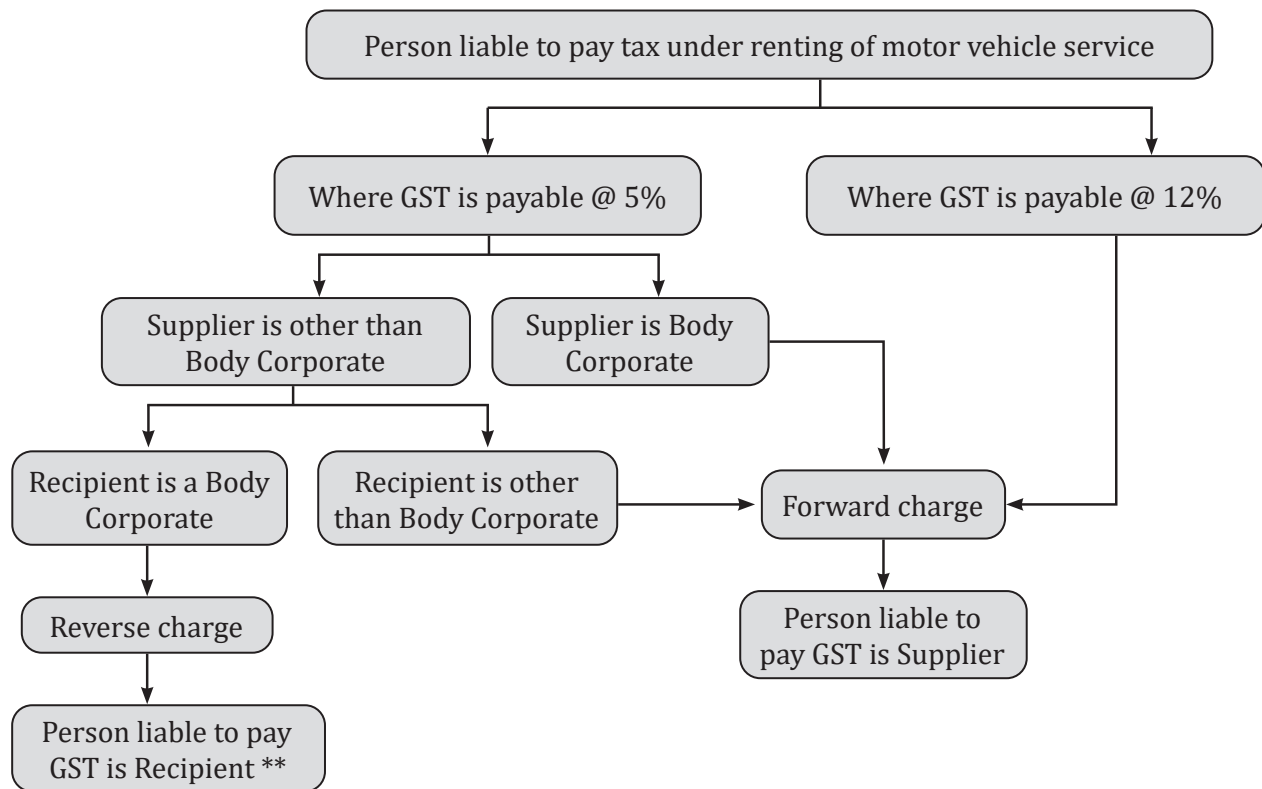 Person liable to pay tax under renting of motor vehicle service
Where GST is payable @ 5%
Where GST is payable @ 12%
Supplier is other than
Body Corporate
Supplier is Body
Corporate
Recipient is a Body
Corporate
Recipient is other
than Body Corporate
Forward charge
Reverse charge
Person liable to
pay GST is Supplier
Person liable to pay
GST is Recipient **